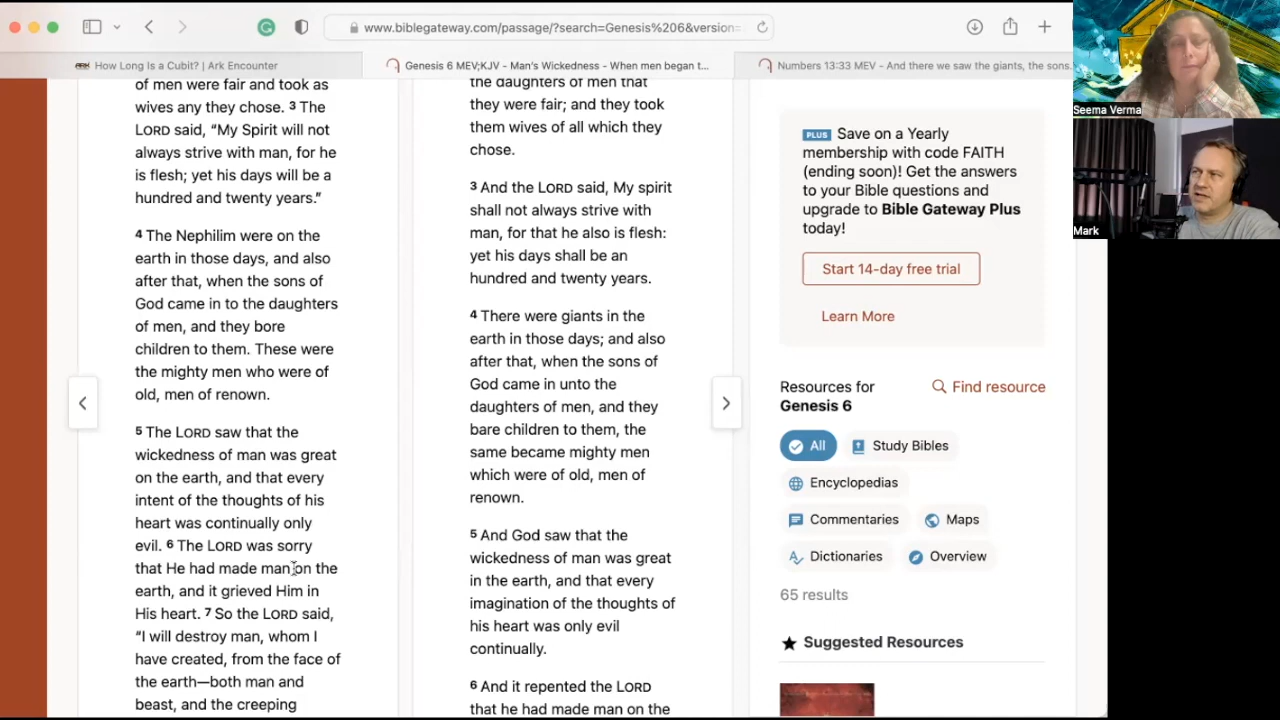 www.biblegateway.com/passage/?search=Genesis%206&version=
How Long Is a Cubit? | Ark Encounter
Genesis 6 MEV;KJV - Man's Wickedness - When men began t...
Numbers 13:33 MEV - And there we saw the giants, the sons.
of men were fair and took as
wives any they chose. 3 The
LORD said, “My Spirit will not
always strive with man, for he
is flesh; yet his days will be a
hundred and twenty years.”
4 The Nephilim were on the
earth in those days, and also
after that, when the sons of
God came in to the daughters
of men, and they bore
children to them. These were
the mighty men who were of
old, men of renown.
5 The LORD saw that the
wickedness of man was great
on the earth, and that every
intent of the thoughts of his
heart was continually only
evil. 6 The LORD was sorry
that He had made man on the
earth, and it grieved Him in
His heart. 7 So the LORD said,
“I will destroy man, whom I
have created, from the face of
the earth—both man and
beast, and the creeping
the daughters of men that
they were fair; and they took
them wives of all which they
chose.
3 And the LORD said, My spirit
shall not always strive with
man, for that he also is flesh:
yet his days shall be an
hundred and twenty years.
4 There were giants in the
earth in those days; and also
after that, when the sons of
God came in unto the
daughters of men, and they
bare children to them, the
same became mighty men
which were of old, men of
renown.
5 And God saw that the
wickedness of man was great
in the earth, and that every
imagination of the thoughts of
his heart was only evil
continually.
6 And it repented the LORD
that he had made man on the
PLUS Save on a Yearly
membership with code FAITH
(ending soon)! Get the answers
to your Bible questions and
upgrade to Bible Gateway Plus
today!
Start 14-day free trial
Learn More
Resources for
Genesis 6
Find resource
All
Study Bibles
Encyclopedias
Commentaries
Maps
Dictionaries
Overview
65 results
Suggested Resources
Seema Verma
Mark